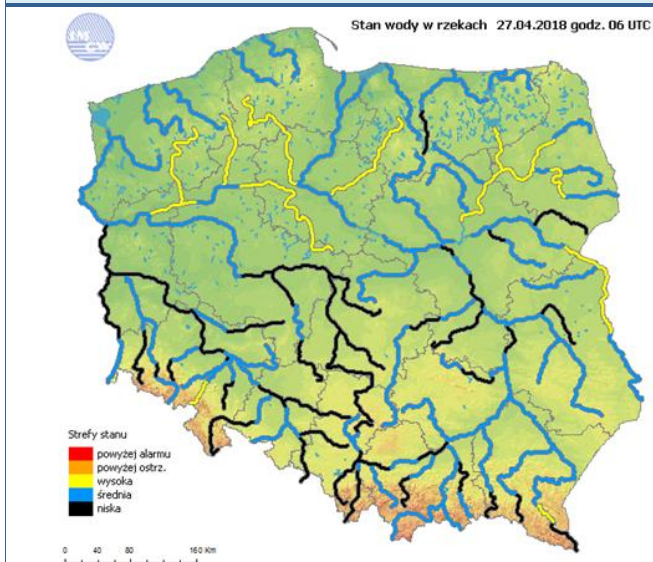 Stan wody w rzekach 27.04.2018 godz. 06 UTC
Strefy stanu
powyżej alarmu
powyżej ostrz.
wysoka
średnia
niska
0 40 80 160 Km